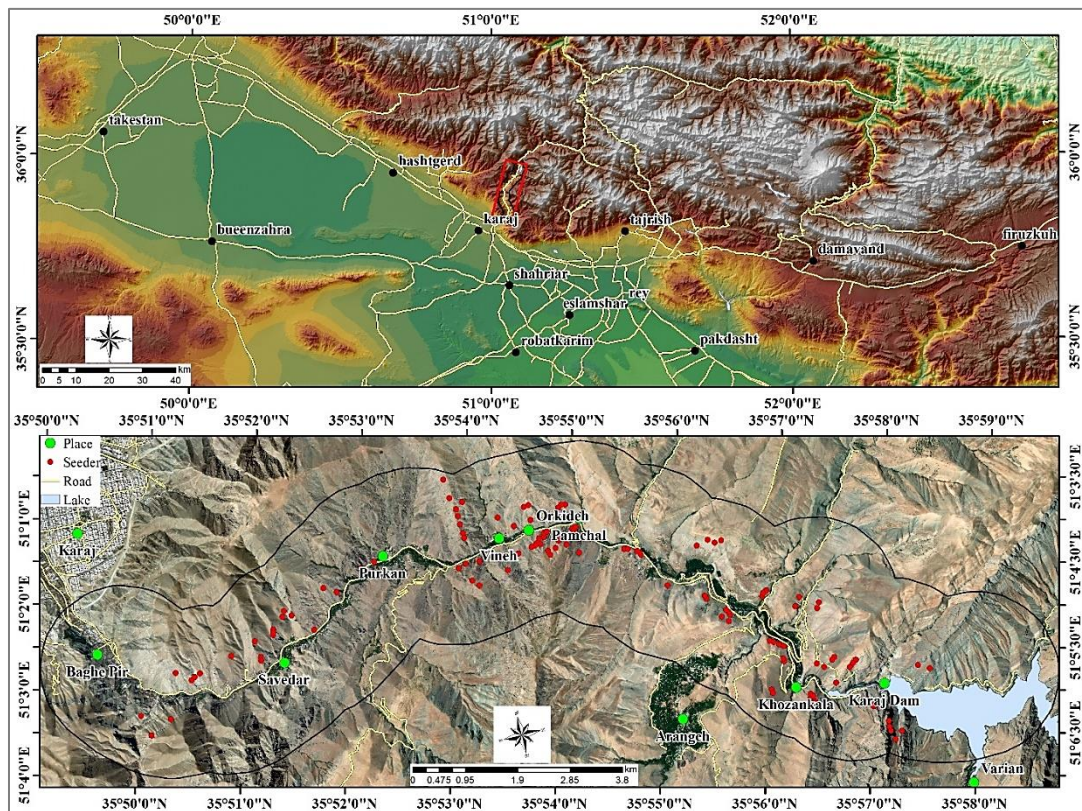 50°0'0"E 51°0'0"E 52°0'0"E
36°0'0"N
36°0'0"N
takestan
hashtgerd
karaj
tajrish
bueenzahra
firuzkuh
damavand
shahriar
rey
eslamshar
35°30'0"N
35°30'0"N
robatkarim
pakdasht
0 5 10 20 30 40 km
50°0'0"E 51°0'0"E 52°0'0"E
35°50'0"E 35°51'0"E 35°52'0"E 35°53'0"E 35°54'0"E 35°55'0"E 35°56'0"E 35°57'0"E 35°58'0"E 35°59'0"E
Place
Seeder
Road
Lake
51°3'30"E
51°1'0"E
Orkideh
Karaj
Pamchal
Vineh
Purkan
51°4'30"E
51°2'0"E
51°5'30"E
Baghe Pir
Savedar
51°3'0"E
Khozankala
Karaj Dam
Arangeh
51°6'30"E
51°4'0"E
Varian
0 0.475 0.95 1.9 2.85 3.8 km
35°50'0"E 35°51'0"E 35°52'0"E 35°53'0"E 35°54'0"E 35°55'0"E 35°56'0"E 35°57'0"E 35°58'0"E